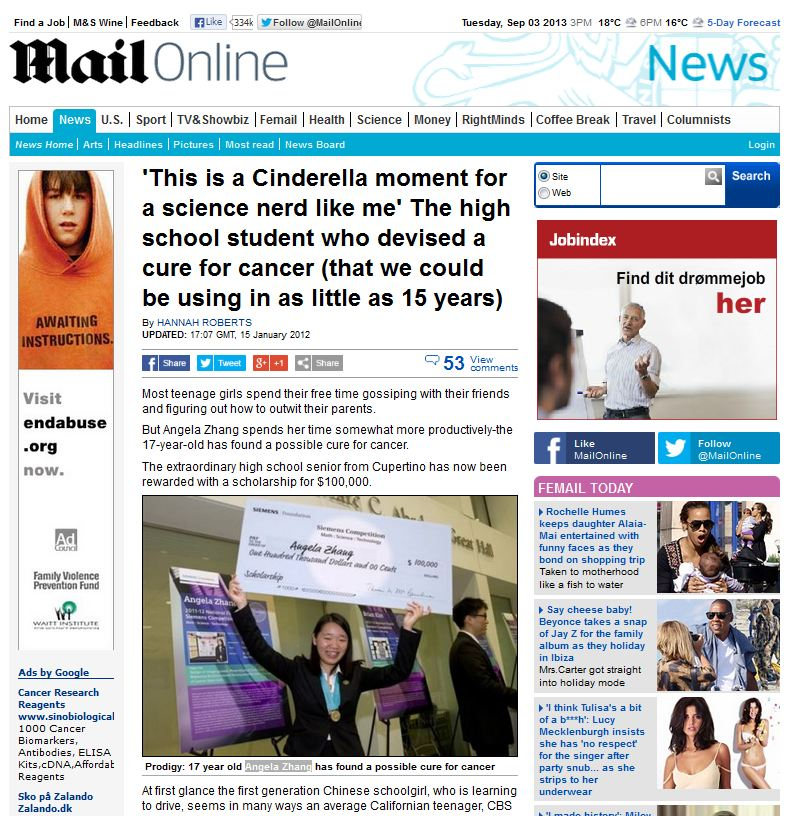 Find a Job | M&S Wine | Feedback Like 334k Follow @MailOnline Tuesday, Sep 03 2013 3PM 18°C 6PM 16°C 5-Day Forecast
Mail Online News
Home News U.S. Sport TV&Showbiz Femail Health Science Money RightMinds Coffee Break Travel Columnists
News Home Arts Headlines Pictures Most read News Board Login
AWAITING
INSTRUCTIONS.
Visit
endabuse
.org
now.
Ad
Council
Family Violence
Prevention Fund
WAITT INSTITUTE
Ads by Google
Cancer Research
Reagents
www.sinobiological
1000 Cancer
Biomarkers,
Antibodies, ELISA
Kits,cDNA,Affordab
Reagents
Sko på Zalando
Zalando.dk
'This is a Cinderella moment for
a science nerd like me' The high
school student who devised a
cure for cancer (that we could
be using in as little as 15 years)
By HANNAH ROBERTS
UPDATED: 17:07 GMT, 15 January 2012
Share Tweet +1 Share 53 View
comments
Most teenage girls spend their free time gossiping with their friends
and figuring out how to outwit their parents.
But Angela Zhang spends her time somewhat more productively-the
17-year-old has found a possible cure for cancer.
The extraordinary high school senior from Cupertino has now been
rewarded with a scholarship for $100,000.
SIEMENS Foundation
Siemens Competition
Math : Science : Technology
Angela Zhang $ 100,000
One Hundred Thousand Dollars and 00 Cents
Scholarship
Great Hall
Angela Zhang
2011-12 National
Siemens Competition
Prodigy: 17 year old Angela Zhang has found a possible cure for cancer
At first glance the first generation Chinese schoolgirl, who is learning
to drive, seems in many ways an average Californian teenager, CBS
Site
Web
Search
Jobindex
Find dit drømmejob
her
Like
MailOnline
Follow
@MailOnline
FEMAIL TODAY
Rochelle Humes
keeps daughter Alaia-
Mai entertained with
funny faces as they
bond on shopping trip
Taken to motherhood
like a fish to water
Say cheese baby!
Beyonce takes a snap
of Jay Z for the family
album as they holiday
in Ibiza
Mrs.Carter got straight
into holiday mode
'I think Tulisa's a bit
of a b***h': Lucy
Mecklenburgh insists
she has 'no respect'
for the singer after
party snub... as she
strips to her
underwear
'I made history': Miley